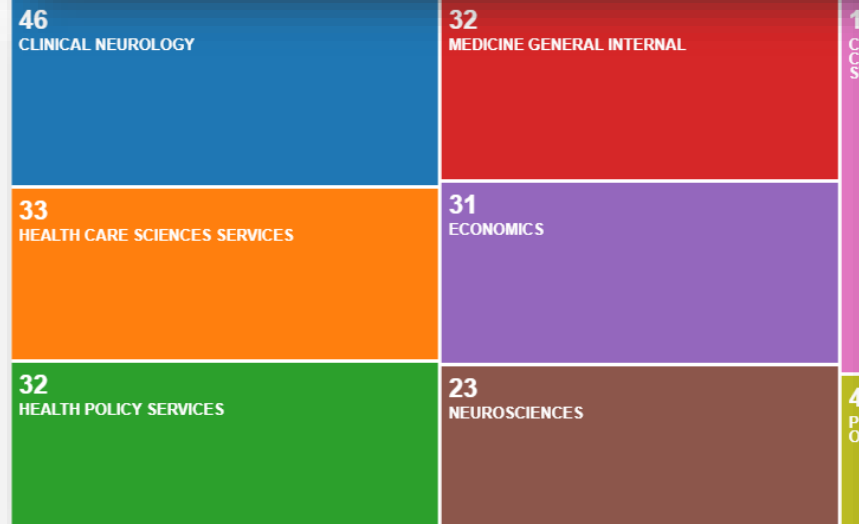 46
CLINICAL NEUROLOGY
33
HEALTH CARE SCIENCES SERVICES
32
HEALTH POLICY SERVICES
32
MEDICINE GENERAL INTERNAL
31
ECONOMICS
23
NEUROSCIENCES